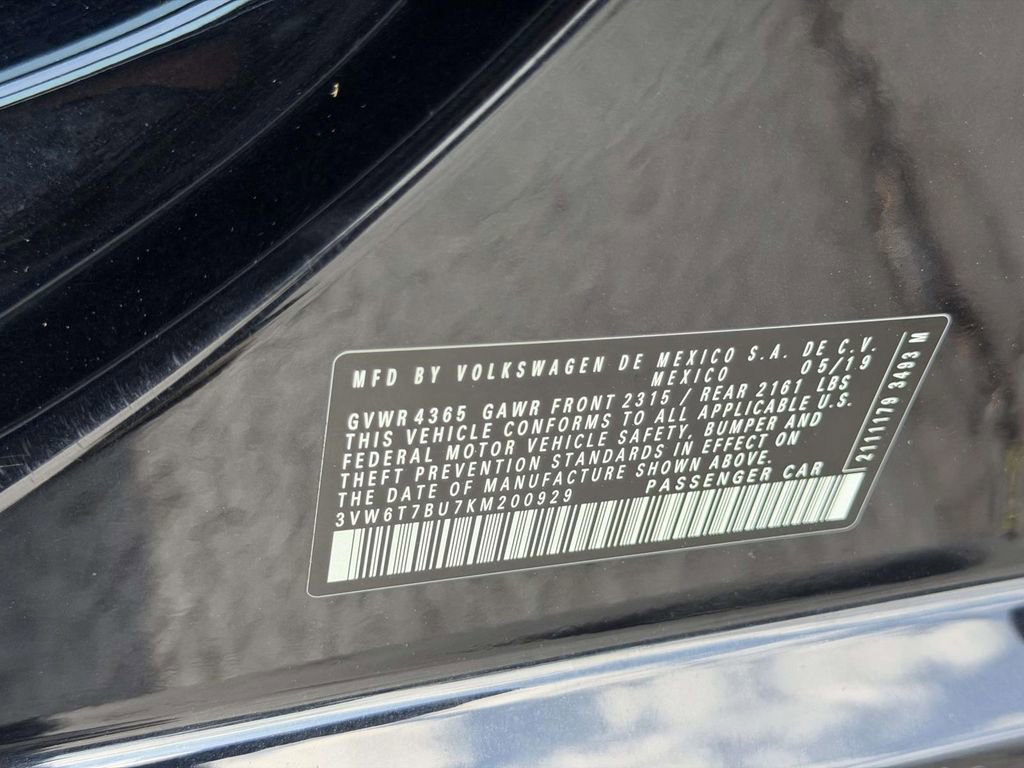 MFD BY VOLKSWAGEN DE MEXICO S.A. DE C.V.
MEXICO 05/19
GVWR 4365 GAWR FRONT 2315 / REAR 2161 LBS
THIS VEHICLE CONFORMS TO ALL APPLICABLE U.S.
FEDERAL MOTOR VEHICLE SAFETY, BUMPER AND
THEFT PREVENTION STANDARDS IN EFFECT ON
THE DATE OF MANUFACTURE SHOWN ABOVE.
3VW6T7BU7KM200929 PASSENGER CAR
2111179 3493 M